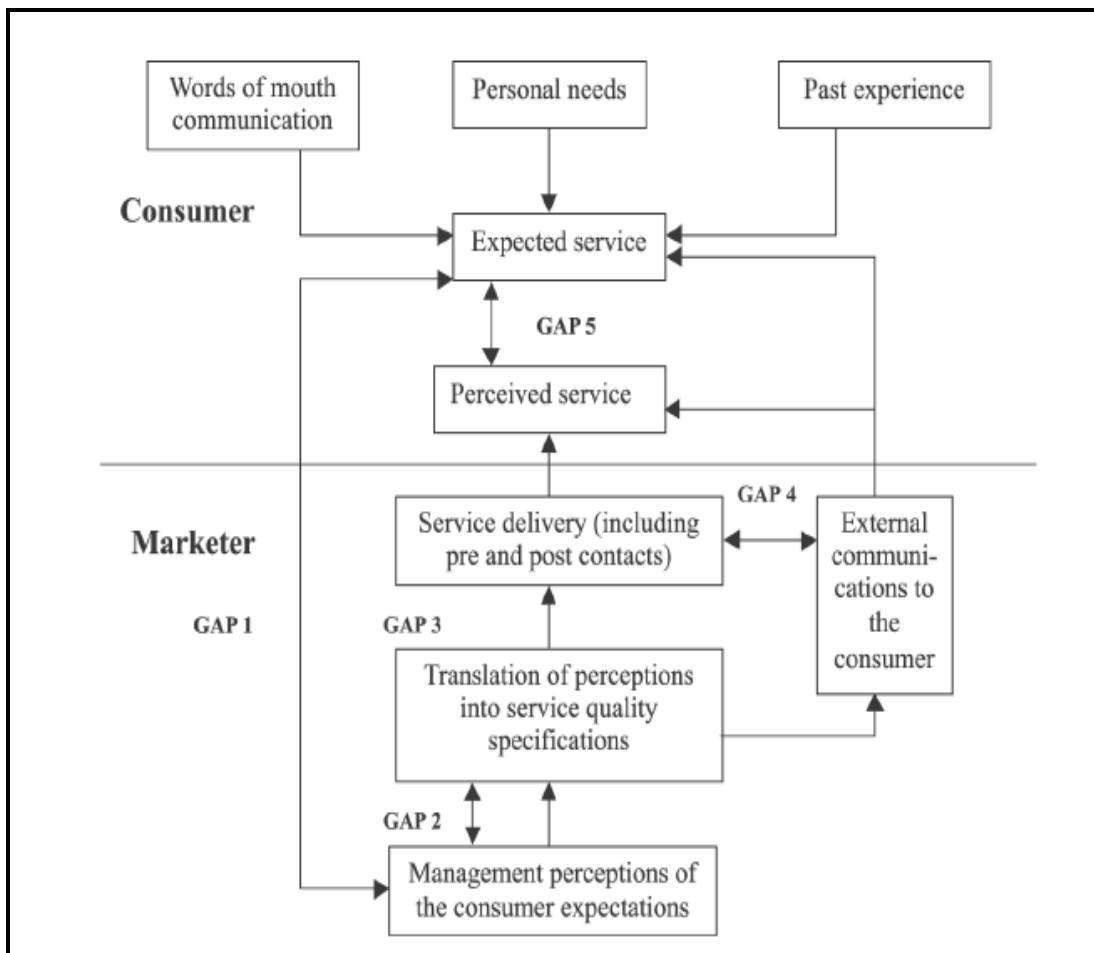 Words of mouth
communication
Personal needs
Past experience
Consumer
Expected service
GAP 5
Perceived service
Marketer
Service delivery (including
pre and post contacts)
GAP 4
External
communi-
cations to
the
consumer
GAP 1
GAP 3
Translation of perceptions
into service quality
specifications
GAP 2
Management perceptions of
the consumer expectations